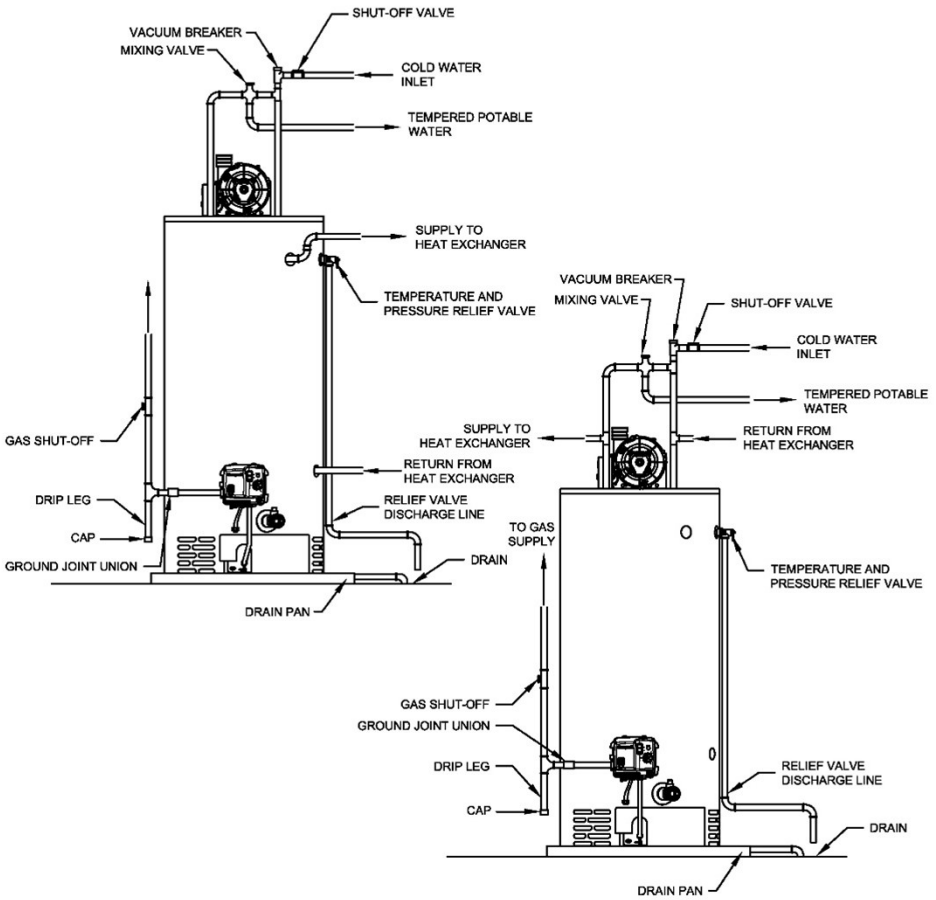 SHUT-OFF VALVE
VACUUM BREAKER
MIXING VALVE
COLD WATER
INLET
TEMPERED POTABLE
WATER
SUPPLY TO
HEAT EXCHANGER
TEMPERATURE AND
PRESSURE RELIEF VALVE
GAS SHUT-OFF
RETURN FROM
HEAT EXCHANGER
DRIP LEG
RELIEF VALVE
DISCHARGE LINE
CAP
GROUND JOINT UNION
DRAIN
DRAIN PAN
VACUUM BREAKER
MIXING VALVE
SHUT-OFF VALVE
COLD WATER
INLET
TEMPERED POTABLE
WATER
SUPPLY TO
HEAT EXCHANGER
RETURN FROM
HEAT EXCHANGER
TO GAS
SUPPLY
TEMPERATURE AND
PRESSURE RELIEF VALVE
GAS SHUT-OFF
GROUND JOINT UNION
DRIP LEG
RELIEF VALVE
DISCHARGE LINE
CAP
DRAIN
DRAIN PAN